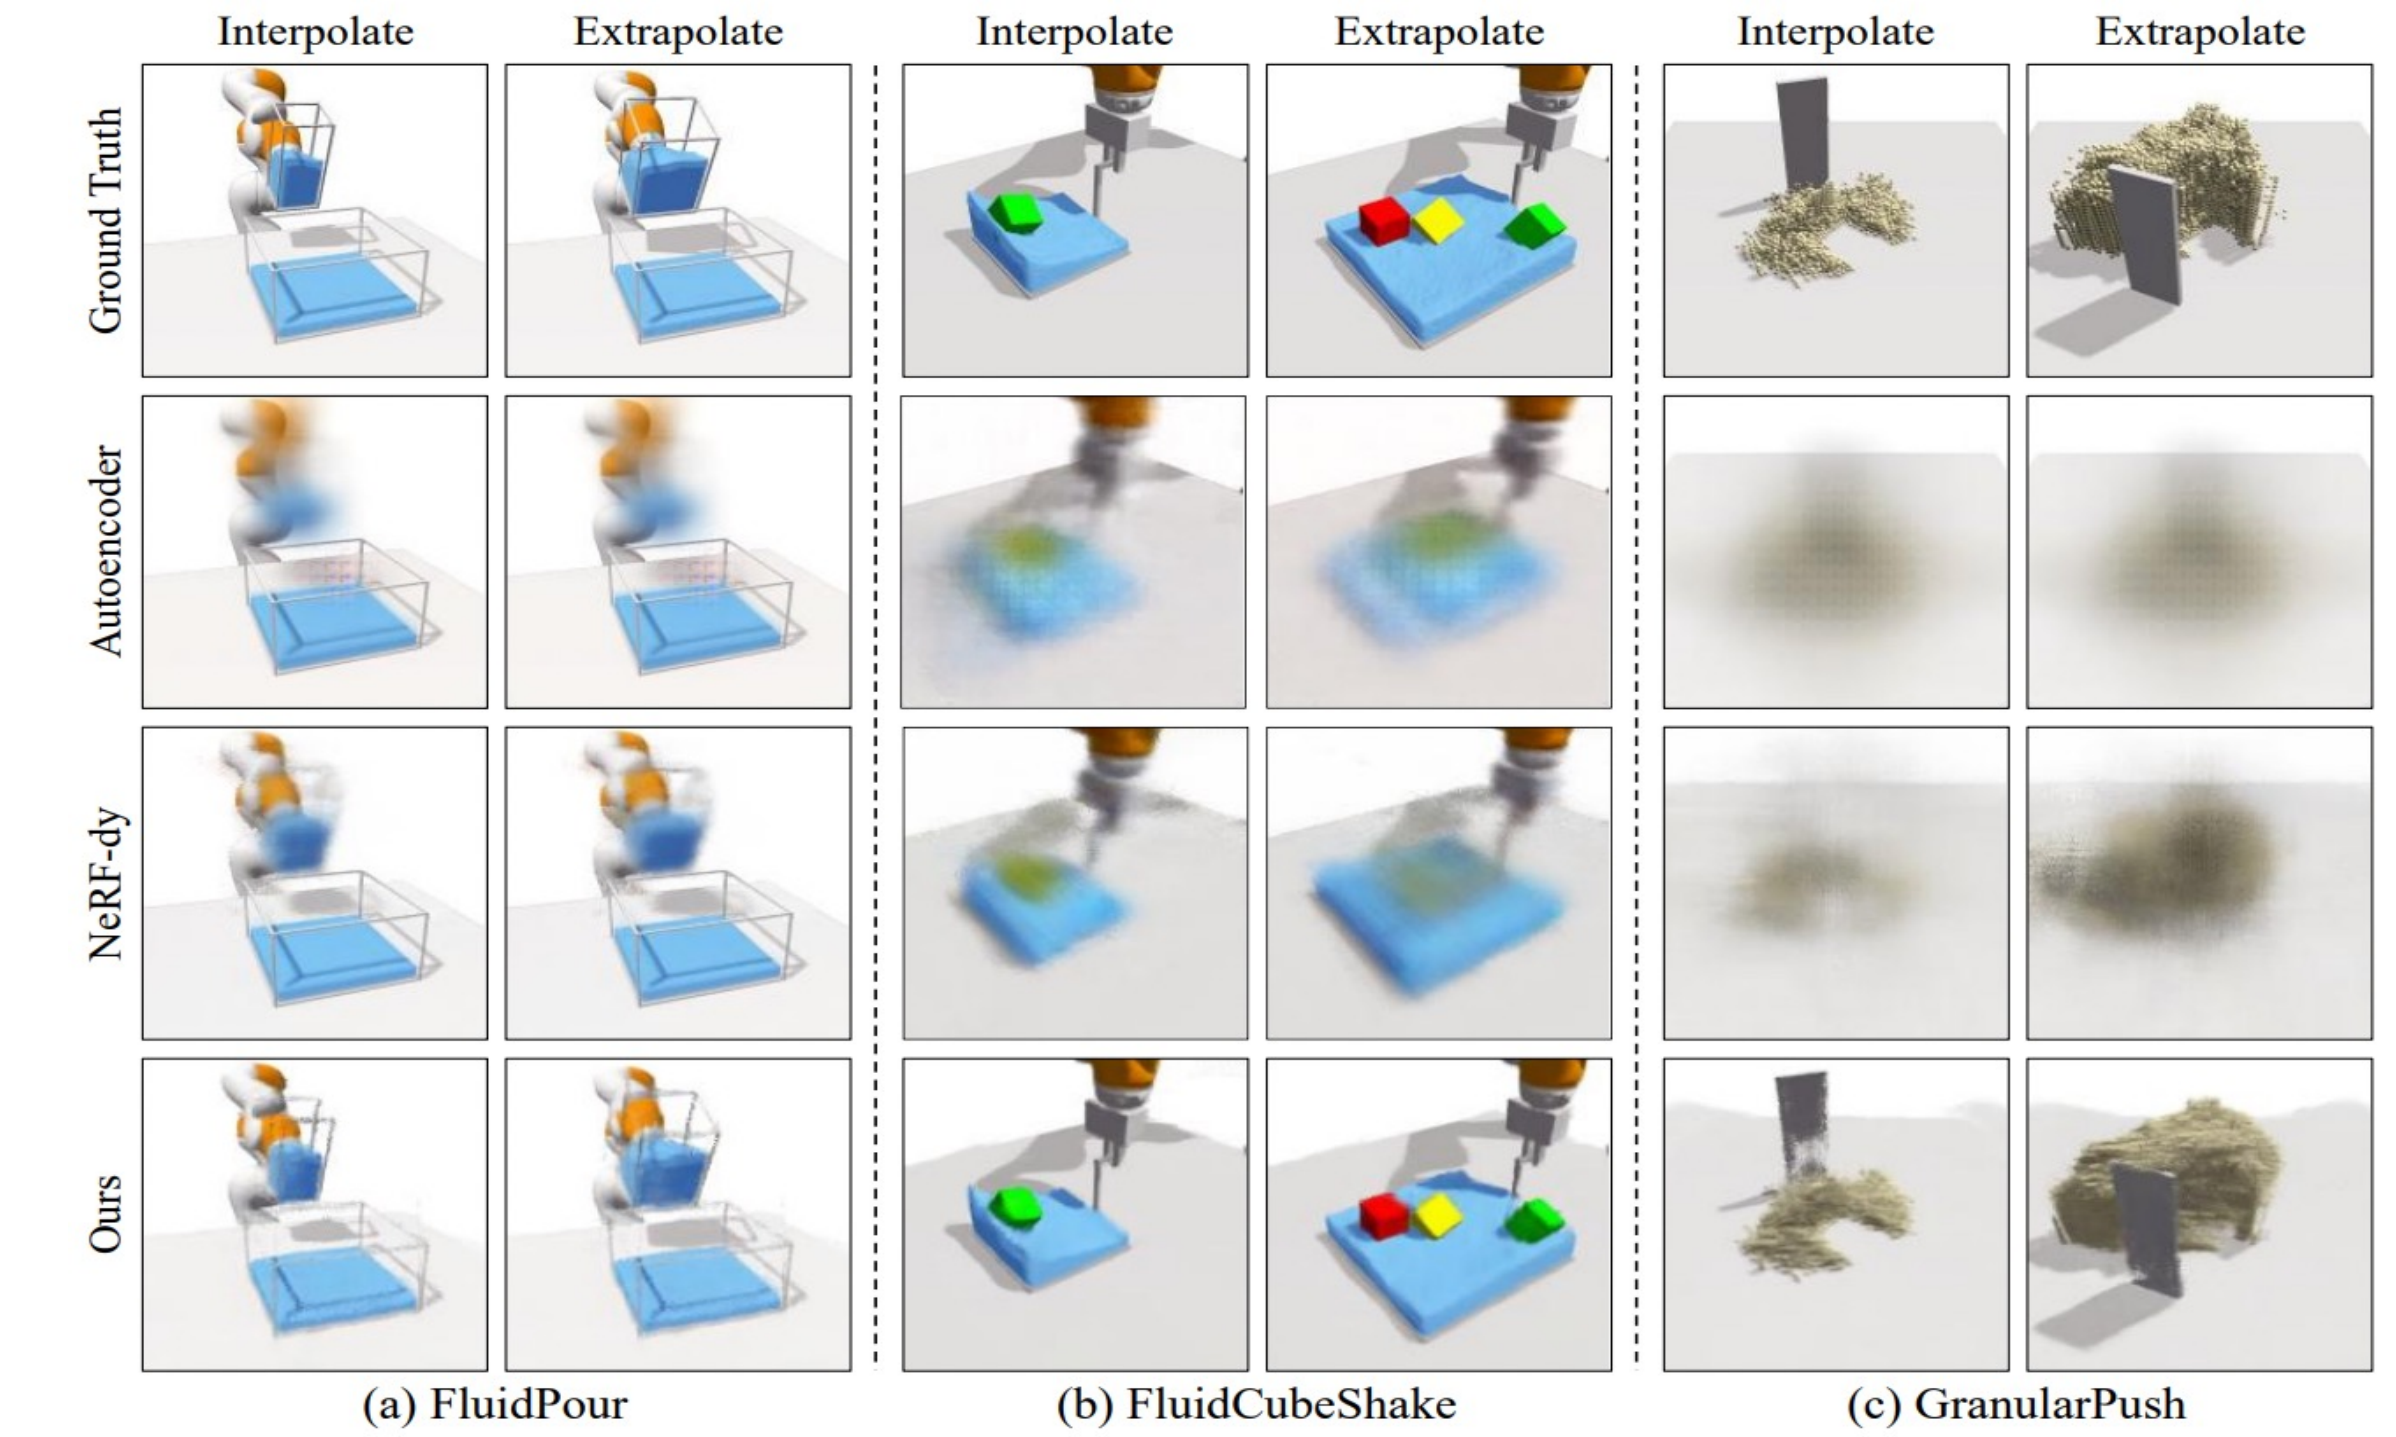 Interpolate Extrapolate Interpolate Extrapolate Interpolate Extrapolate
Ground Truth
Autoencoder
NeRF-dy
Ours
(a) FluidPour (b) FluidCubeShake (c) GranularPush